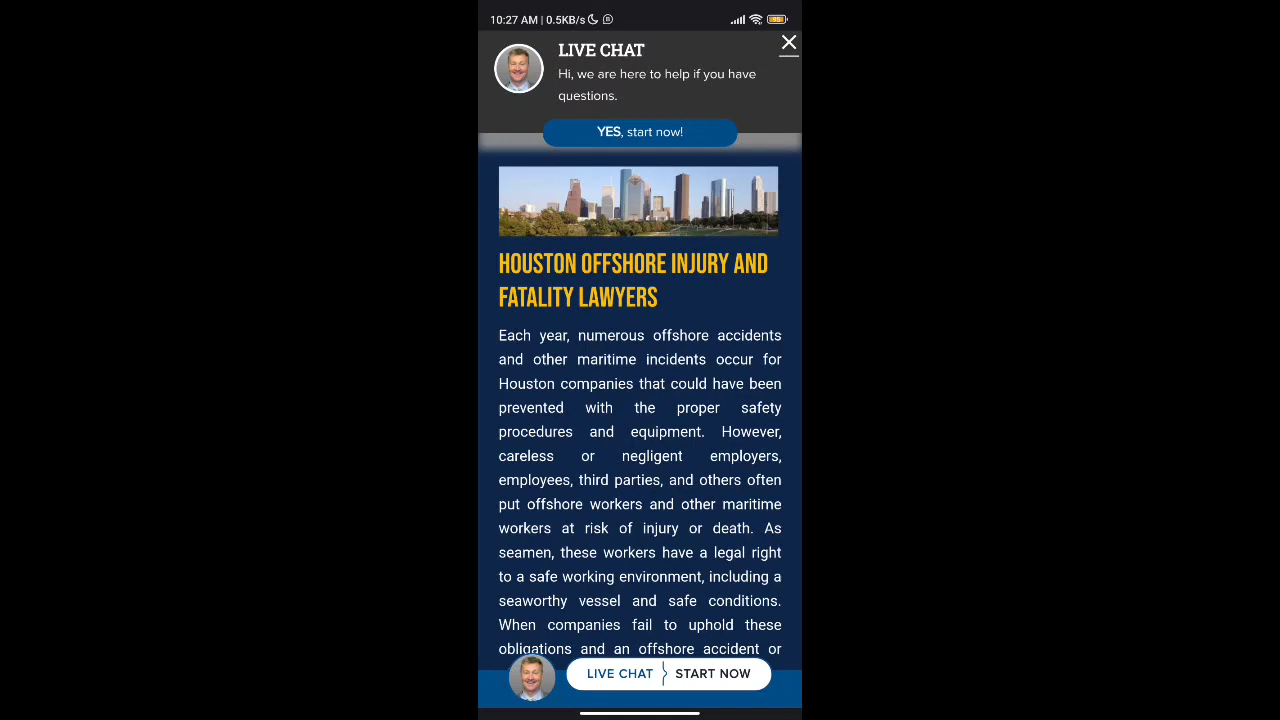 10:27 AM | 0.5KB/s
95
LIVE CHAT
Hi, we are here to help if you have
questions.
YES, start now!
HOUSTON OFFSHORE INJURY AND
FATALITY LAWYERS
Each year, numerous offshore accidents
and other maritime incidents occur for
Houston companies that could have been
prevented with the proper safety
procedures and equipment. However,
careless or negligent employers,
employees, third parties, and others often
put offshore workers and other maritime
workers at risk of injury or death. As
seamen, these workers have a legal right
to a safe working environment, including a
seaworthy vessel and safe conditions.
When companies fail to uphold these
obligations and an offshore accident or
LIVE CHAT START NOW